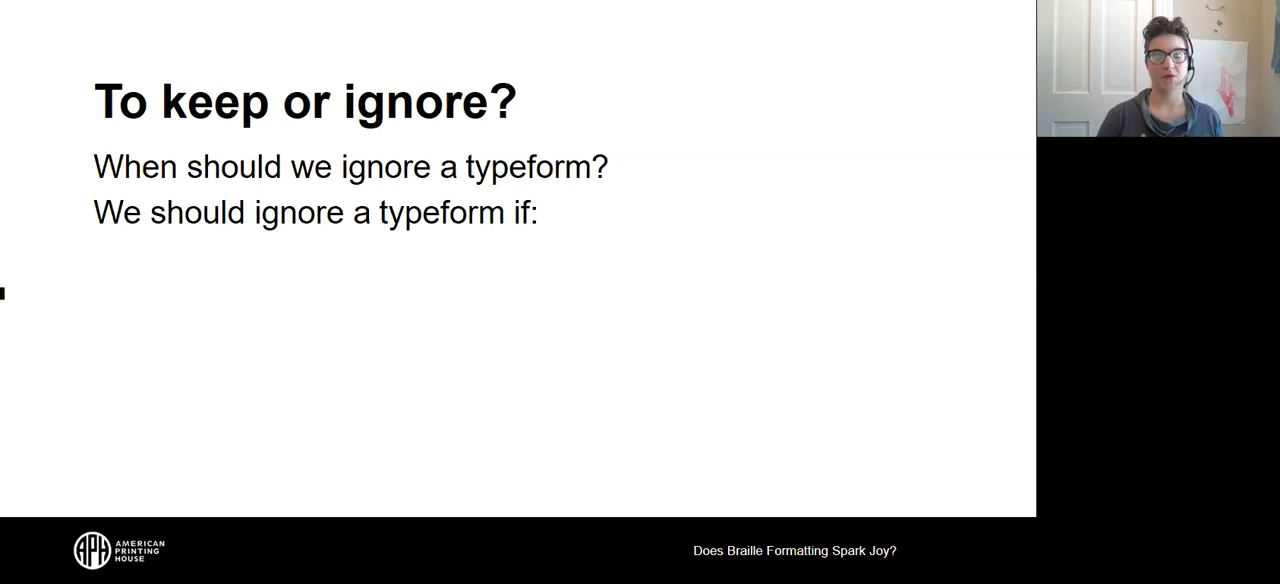 To keep or ignore?
When should we ignore a typeform?
We should ignore a typeform if:
APH
AMERICAN
PRINTING
HOUSE
Does Braille Formatting Spark Joy?